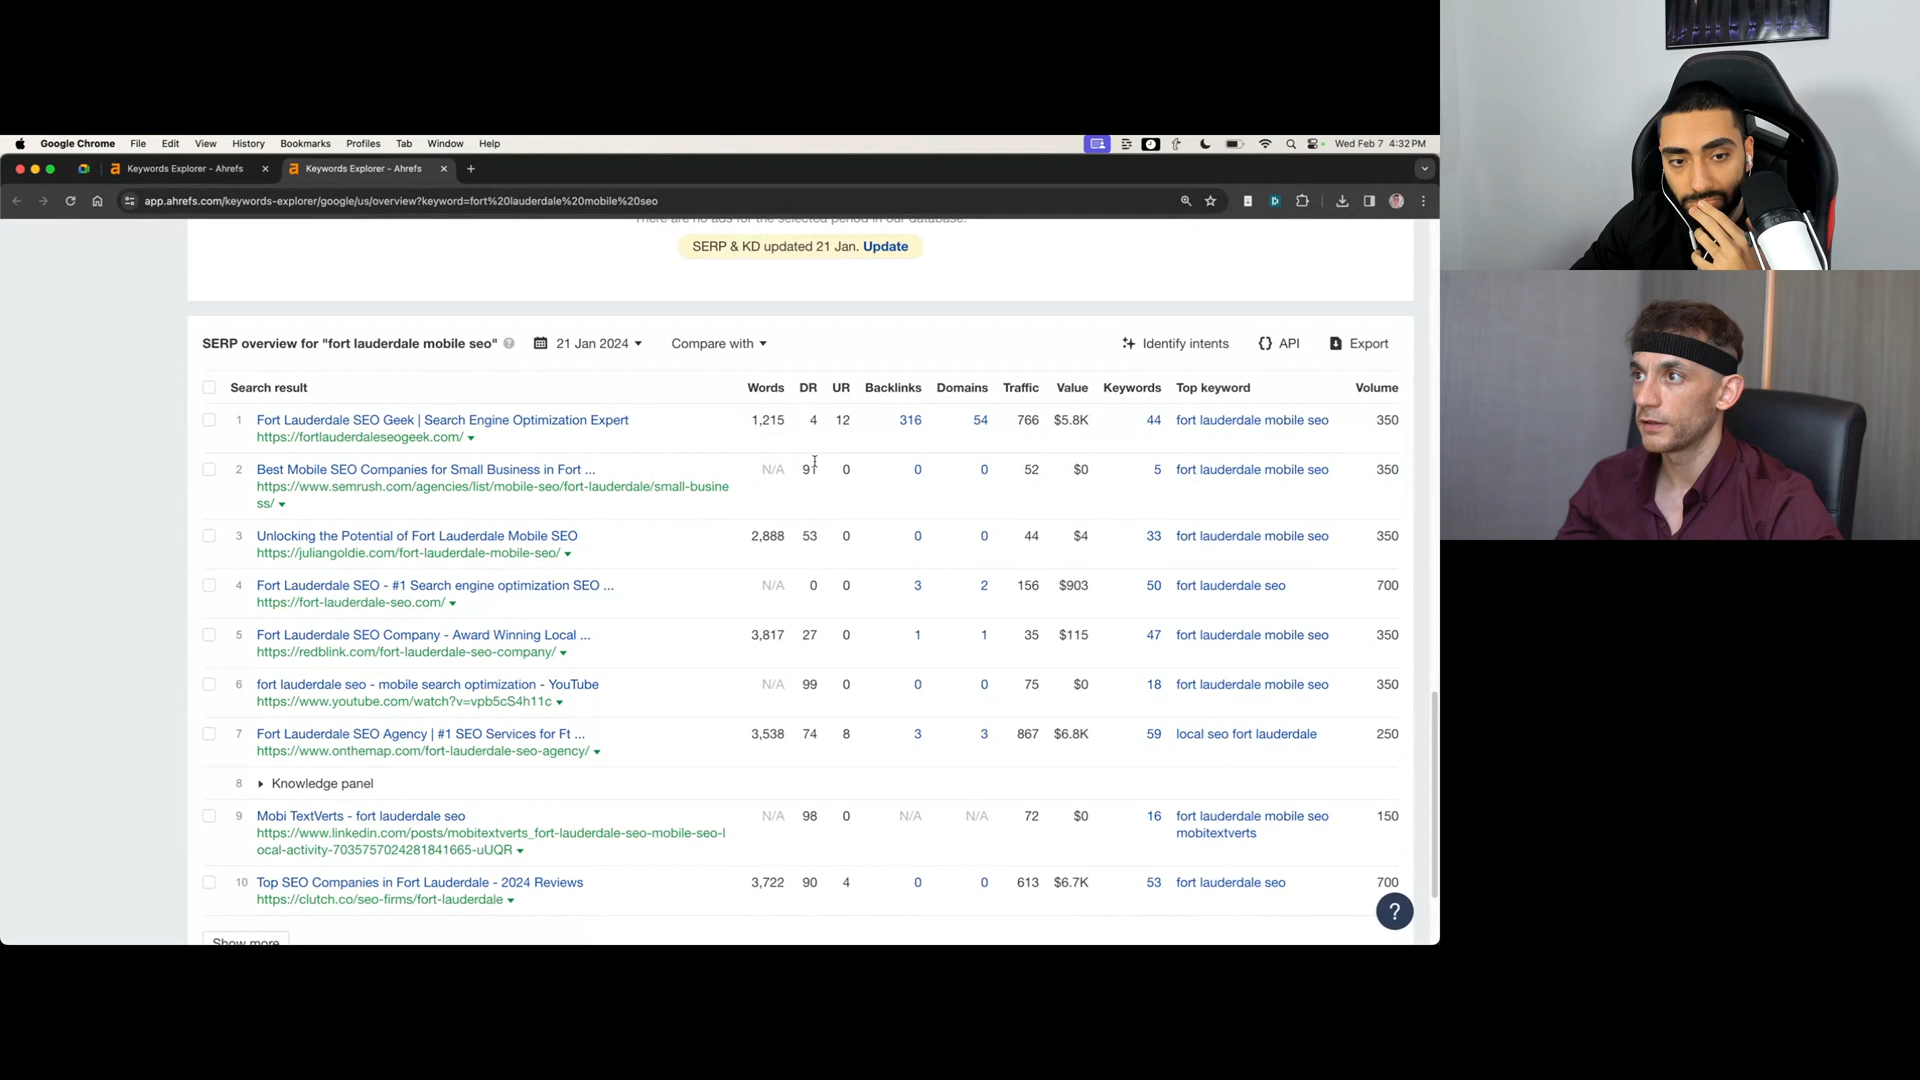 Google Chrome File Edit View History Bookmarks Profiles Tab Window Help Wed Feb 7 4:32 PM
Keywords Explorer - Ahrefs Keywords Explorer - Ahrefs
app.ahrefs.com/keywords-explorer/google/us/overview?keyword=fort%20lauderdale%20mobile%20seo
There are no ads for the selected period in our database.
SERP & KD updated 21 Jan. Update
SERP overview for "fort lauderdale mobile seo" ? 21 Jan 2024 Compare with Identify intents {} API Export
Search result Words DR UR Backlinks Domains Traffic Value Keywords Top keyword Volume
1 Fort Lauderdale SEO Geek | Search Engine Optimization Expert 1,215 4 12 316 54 766 $5.8K 44 fort lauderdale mobile seo 350
https://fortlauderdaleseogeek.com/
2 Best Mobile SEO Companies for Small Business in Fort ... N/A 91 0 0 0 52 $0 5 fort lauderdale mobile seo 350
https://www.semrush.com/agencies/list/mobile-seo/fort-lauderdale/small-busine
ss/
3 Unlocking the Potential of Fort Lauderdale Mobile SEO 2,888 53 0 0 0 44 $4 33 fort lauderdale mobile seo 350
https://juliangoldie.com/fort-lauderdale-mobile-seo/
4 Fort Lauderdale SEO - #1 Search engine optimization SEO ... N/A 0 0 3 2 156 $903 50 fort lauderdale seo 700
https://fort-lauderdale-seo.com/
5 Fort Lauderdale SEO Company - Award Winning Local ... 3,817 27 0 1 1 35 $115 47 fort lauderdale mobile seo 350
https://redblink.com/fort-lauderdale-seo-company/
6 fort lauderdale seo - mobile search optimization - YouTube N/A 99 0 0 0 75 $0 18 fort lauderdale mobile seo 350
https://www.youtube.com/watch?v=vpb5cS4h11c
7 Fort Lauderdale SEO Agency | #1 SEO Services for Ft ... 3,538 74 8 3 3 867 $6.8K 59 local seo fort lauderdale 250
https://www.onthemap.com/fort-lauderdale-seo-agency/
8 Knowledge panel
9 Mobi TextVerts - fort lauderdale seo N/A 98 0 N/A N/A 72 $0 16 fort lauderdale mobile seo 150
https://www.linkedin.com/posts/mobitextverts_fort-lauderdale-seo-mobile-seo-l mobitextverts
ocal-activity-7035757024281841665-uUQR
10 Top SEO Companies in Fort Lauderdale - 2024 Reviews 3,722 90 4 0 0 613 $6.7K 53 fort lauderdale seo 700
https://clutch.co/seo-firms/fort-lauderdale
?
Show more